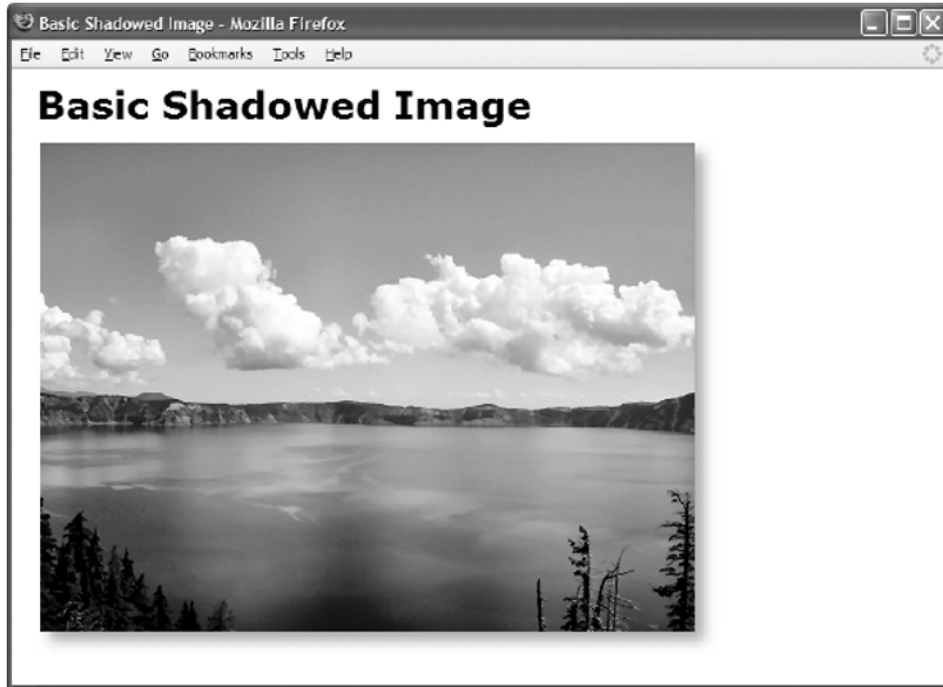 Basic Shadowed Image - Mozilla Firefox
File Edit View Go Bookmarks Tools Help
Basic Shadowed Image